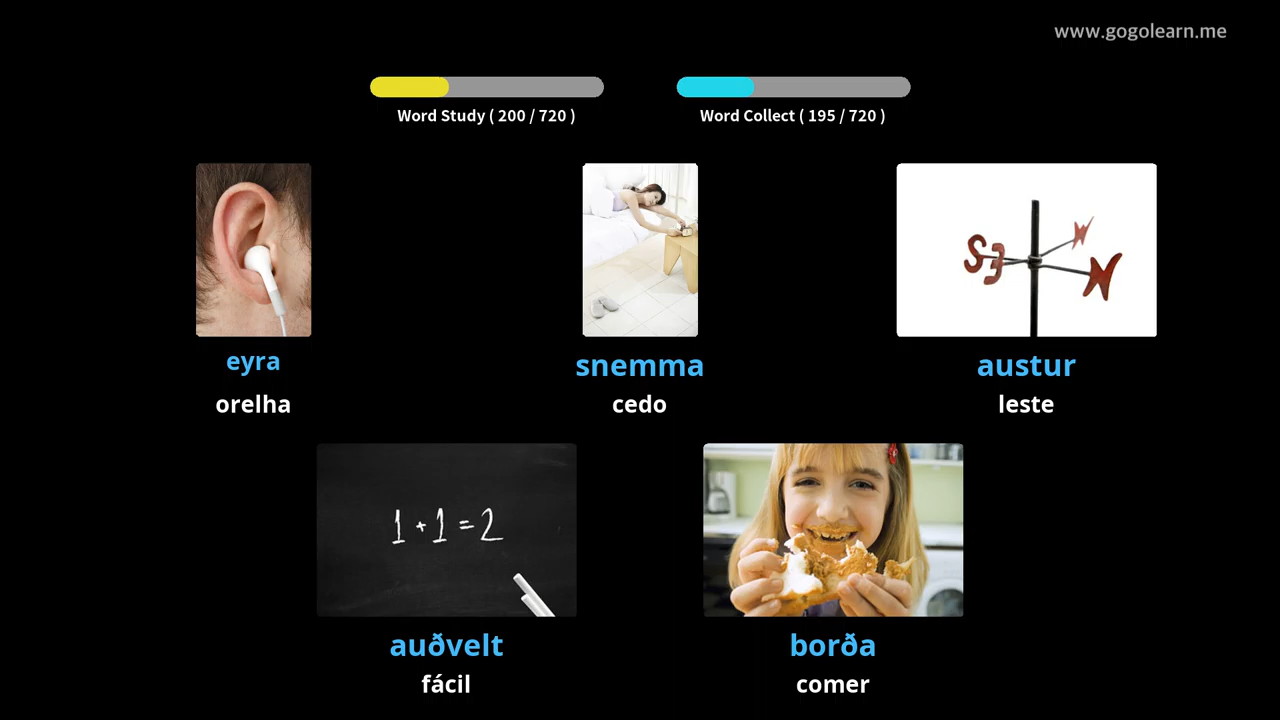 www.gogolearn.me
Word Study ( 200 / 720 )
Word Collect ( 195 / 720 )
S E N W
eyra
snemma
austur
orelha
cedo
leste
1 + 1 = 2
auðvelt
borða
fácil
comer